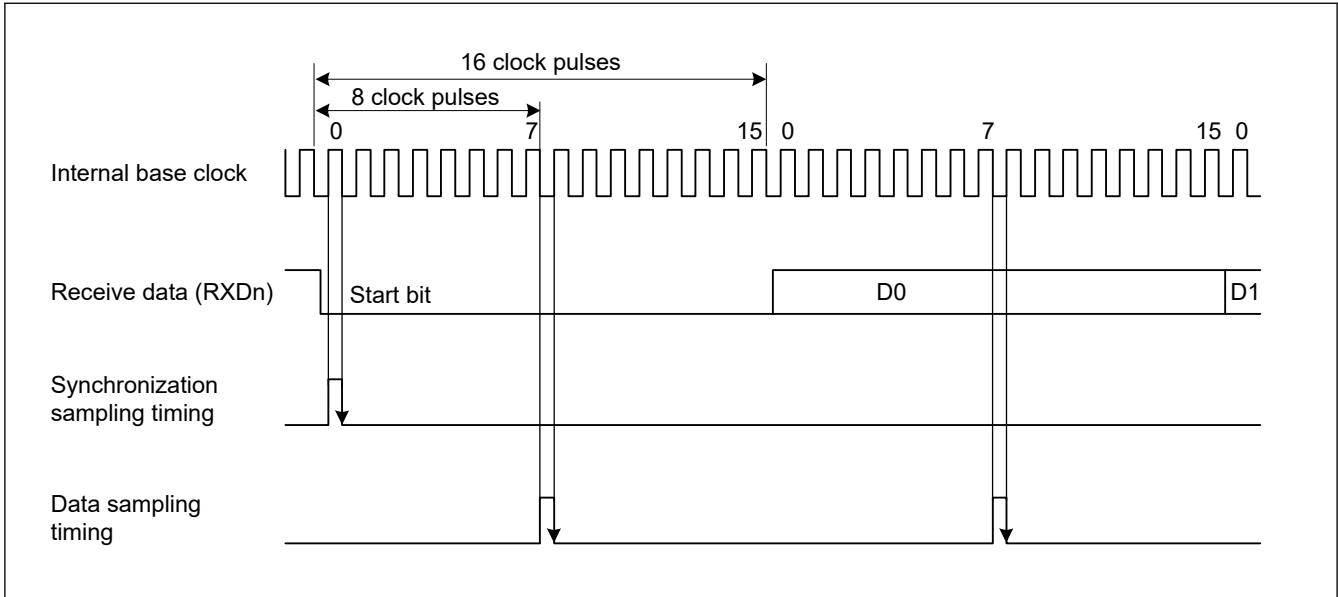 16 clock pulses
8 clock pulses
0 7 15 0 7 15 0
Internal base clock
Receive data (RXDn)
Start bit
D0
D1
Synchronization
sampling timing
Data sampling
timing